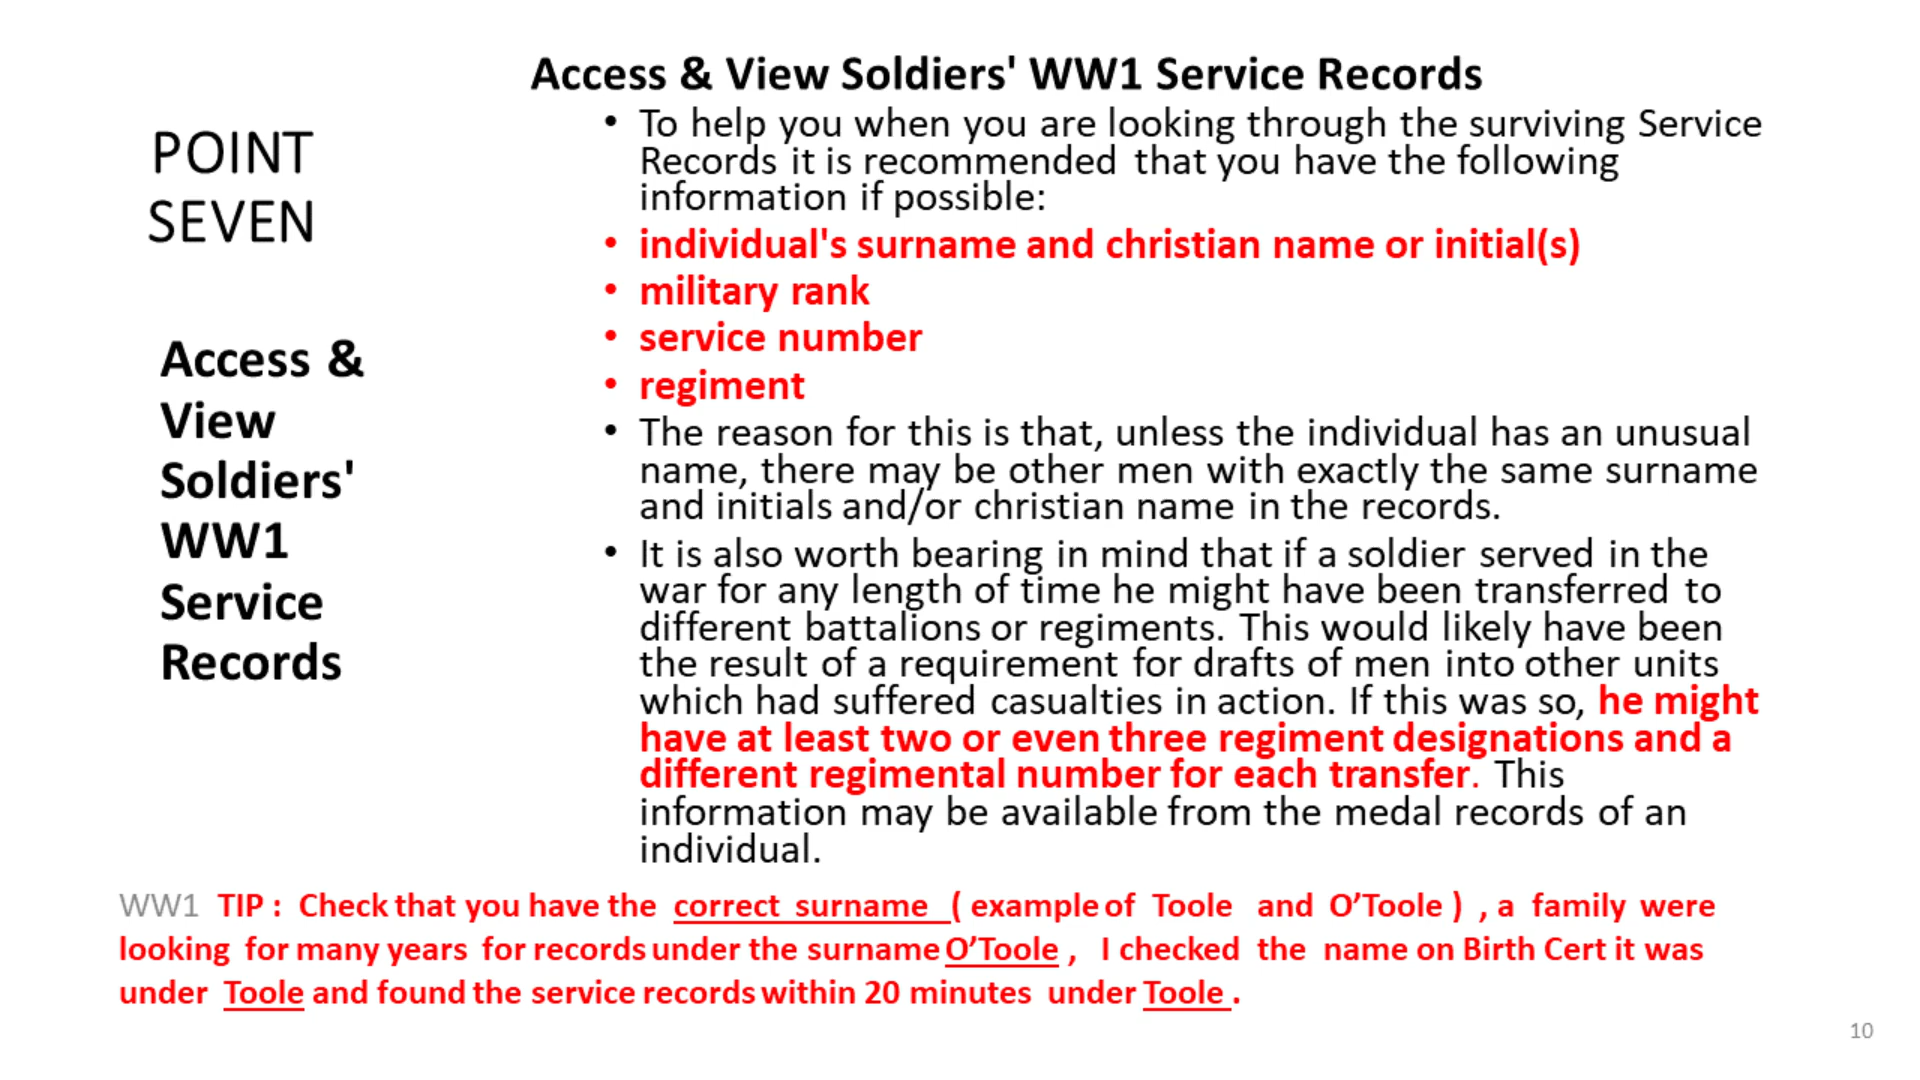 POINT
SEVEN
Access &
View
Soldiers'
WW1
Service
Records
Access & View Soldiers' WW1 Service Records
• To help you when you are looking through the surviving Service
Records it is recommended that you have the following
information if possible:
• individual's surname and christian name or initial(s)
• military rank
• service number
• regiment
• The reason for this is that, unless the individual has an unusual
name, there may be other men with exactly the same surname
and initials and/or christian name in the records.
• It is also worth bearing in mind that if a soldier served in the
war for any length of time he might have been transferred to
different battalions or regiments. This would likely have been
the result of a requirement for drafts of men into other units
which had suffered casualties in action. If this was so, he might
have at least two or even three regiment designations and a
different regimental number for each transfer. This
information may be available from the medal records of an
individual.
WW1 TIP : Check that you have the correct surname ( example of Toole and O’Toole ) , a family were
looking for many years for records under the surname O’Toole , I checked the name on Birth Cert it was
under Toole and found the service records within 20 minutes under Toole .
10